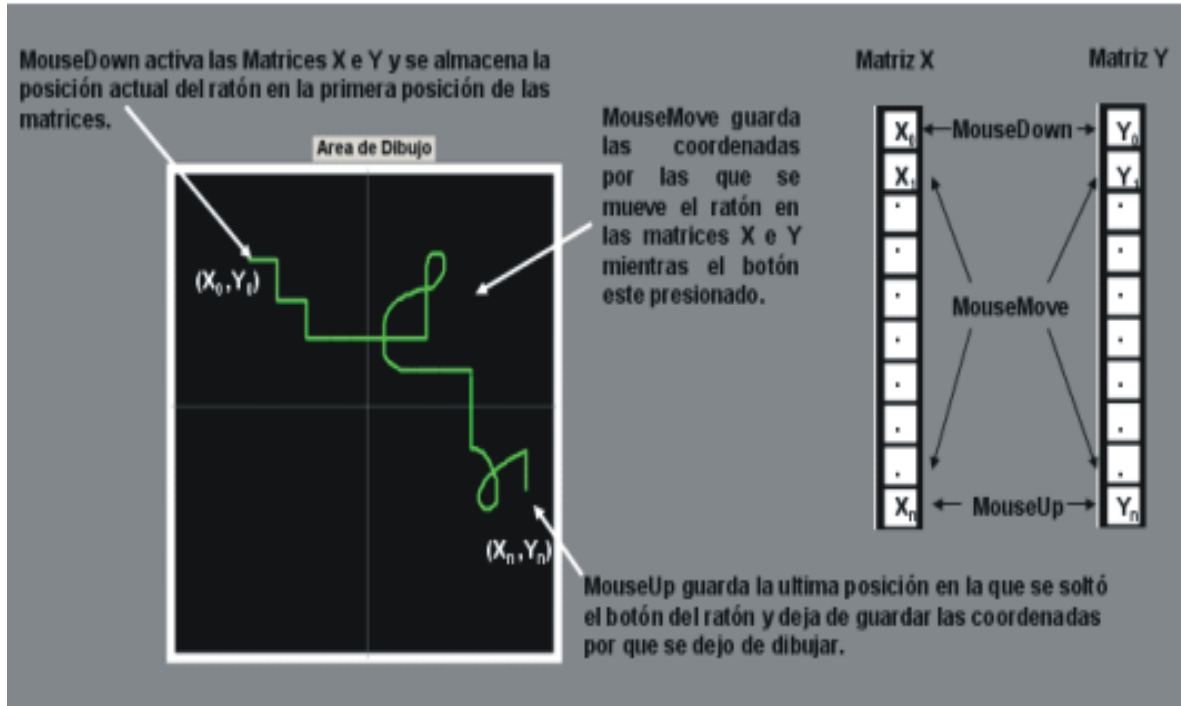 MouseDown activa las Matrices X e Y y se almacena la
posición actual del ratón en la primera posición de las
matrices.
Area de Dibujo
(X₀,Y₀)
(Xₙ,Yₙ)
MouseMove guarda
las coordenadas
por las que se
mueve el ratón en
las matrices X e Y
mientras el botón
este presionado.
MouseUp guarda la ultima posición en la que se soltó
el botón del ratón y deja de guardar las coordenadas
por que se dejo de dibujar.
Matriz X
Matriz Y
X₀ MouseDown Y₀
X₁ Y₁
MouseMove
Xₙ MouseUp Yₙ